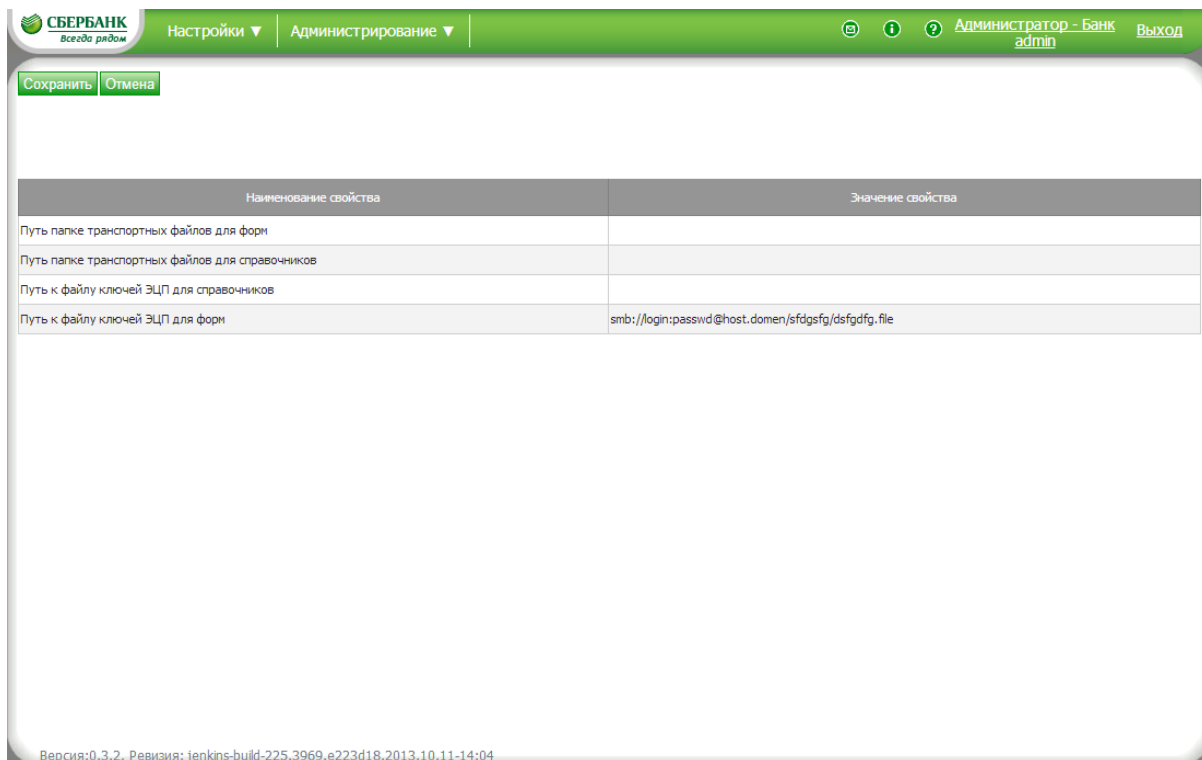 СБЕРБАНК
Всегда рядом
Настройки ▼
Администрирование ▼
Администратор - Банк
admin
Выход
Сохранить
Отмена
Наименование свойства
Значение свойства
Путь папке транспортных файлов для форм
Путь папке транспортных файлов для справочников
Путь к файлу ключей ЭЦП для справочников
Путь к файлу ключей ЭЦП для форм
smb://login:passwd@host.domen/sfdgsfg/dsfgdfg.file
Версия:0.3.2, Ревизия: jenkins-build-225.3969.e223d18.2013.10.11-14:04